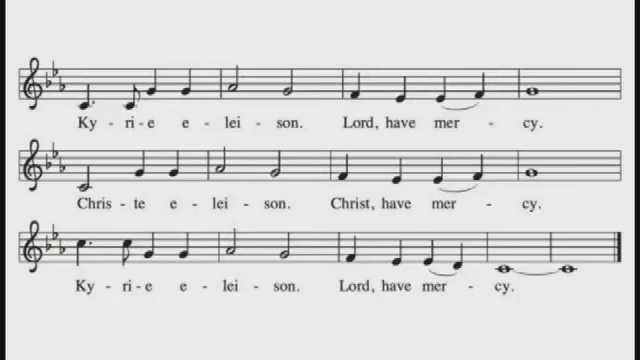 Ky - ri - e e - lei - son. Lord, have mer - cy.
Chris - te e - lei - son. Christ, have mer - cy.
Ky - ri - e e - lei - son. Lord, have mer - cy.